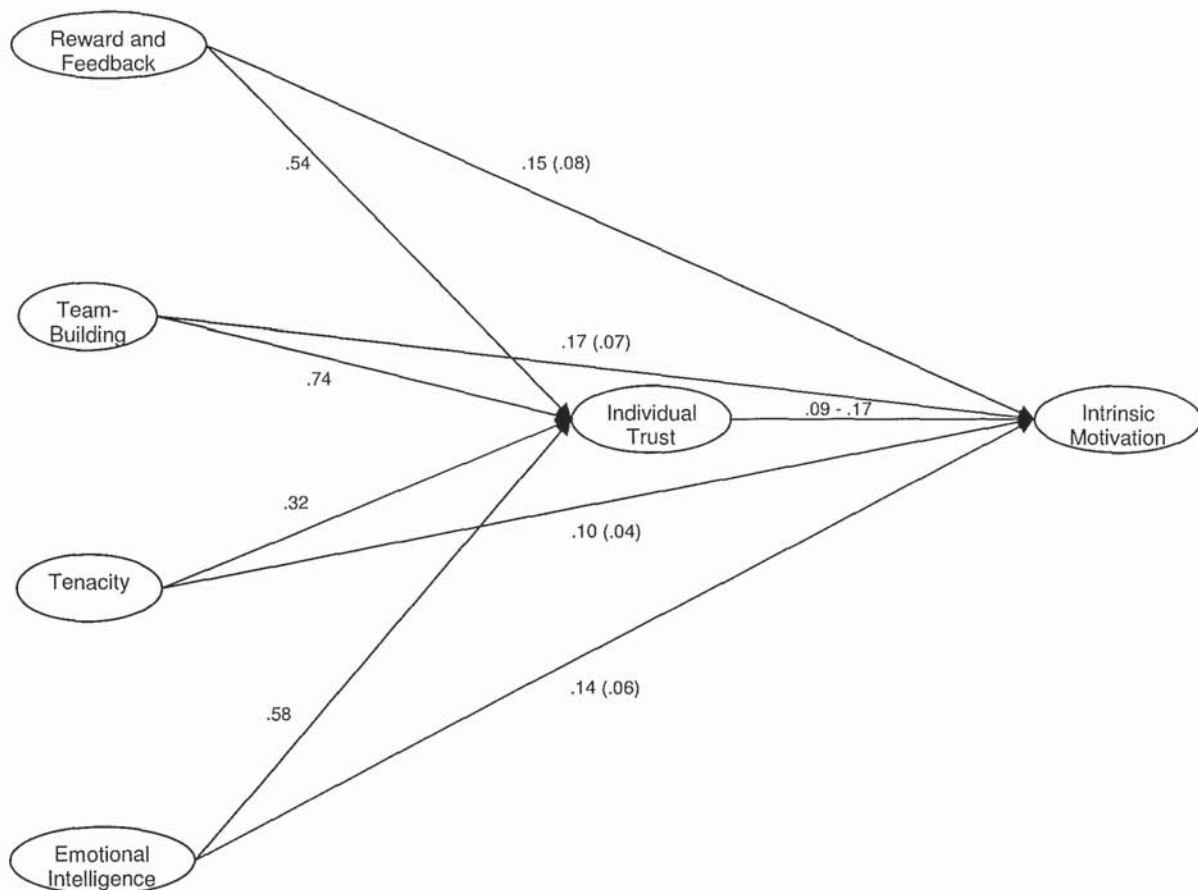 Reward and
Feedback
.54
.15 (.08)
Team-
Building
.17 (.07)
.74
Individual
Trust
.09 - .17
Intrinsic
Motivation
.32
.10 (.04)
Tenacity
.14 (.06)
.58
Emotional
Intelligence